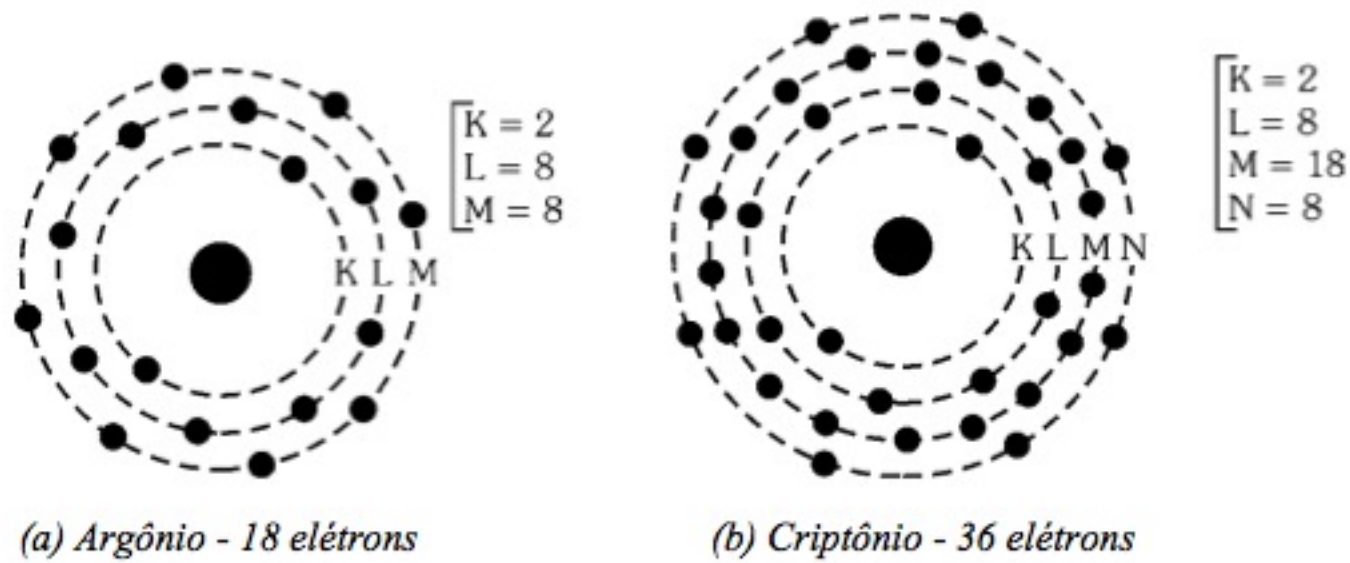 K = 2
L = 8
M = 8
K L M
(a) Argônio - 18 elétrons
K = 2
L = 8
M = 18
N = 8
K L M N
(b) Criptônio - 36 elétrons